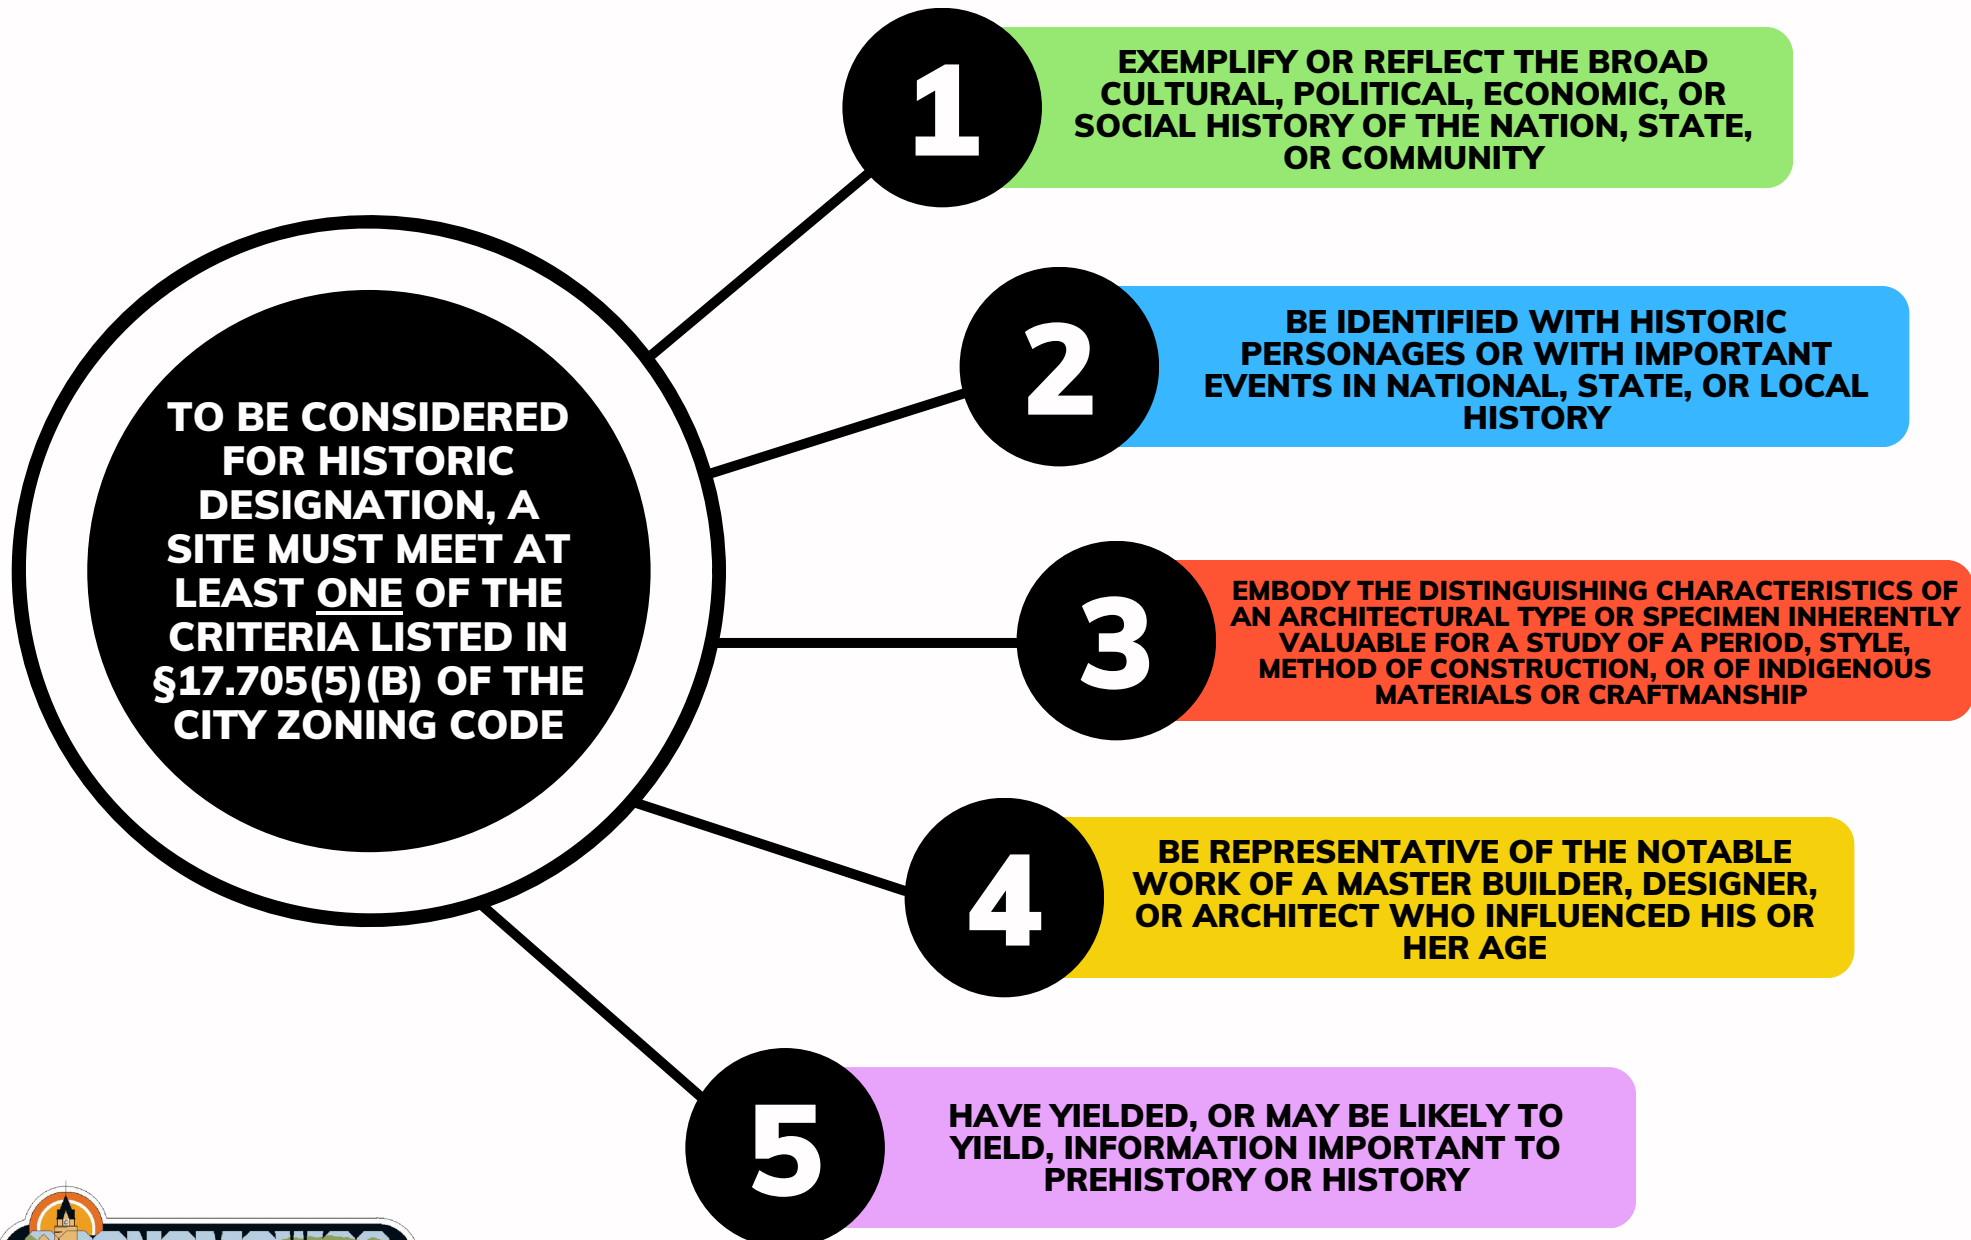 TO BE CONSIDERED
FOR HISTORIC
DESIGNATION, A
SITE MUST MEET AT
LEAST ONE OF THE
CRITERIA LISTED IN
§17.705(5)(B) OF THE
CITY ZONING CODE
1
EXEMPLIFY OR REFLECT THE BROAD
CULTURAL, POLITICAL, ECONOMIC, OR
SOCIAL HISTORY OF THE NATION, STATE,
OR COMMUNITY
2
BE IDENTIFIED WITH HISTORIC
PERSONAGES OR WITH IMPORTANT
EVENTS IN NATIONAL, STATE, OR LOCAL
HISTORY
3
EMBODY THE DISTINGUISHING CHARACTERISTICS OF
AN ARCHITECTURAL TYPE OR SPECIMEN INHERENTLY
VALUABLE FOR A STUDY OF A PERIOD, STYLE,
METHOD OF CONSTRUCTION, OR OF INDIGENOUS
MATERIALS OR CRAFTMANSHIP
4
BE REPRESENTATIVE OF THE NOTABLE
WORK OF A MASTER BUILDER, DESIGNER,
OR ARCHITECT WHO INFLUENCED HIS OR
HER AGE
5
HAVE YIELDED, OR MAY BE LIKELY TO
YIELD, INFORMATION IMPORTANT TO
PREHISTORY OR HISTORY